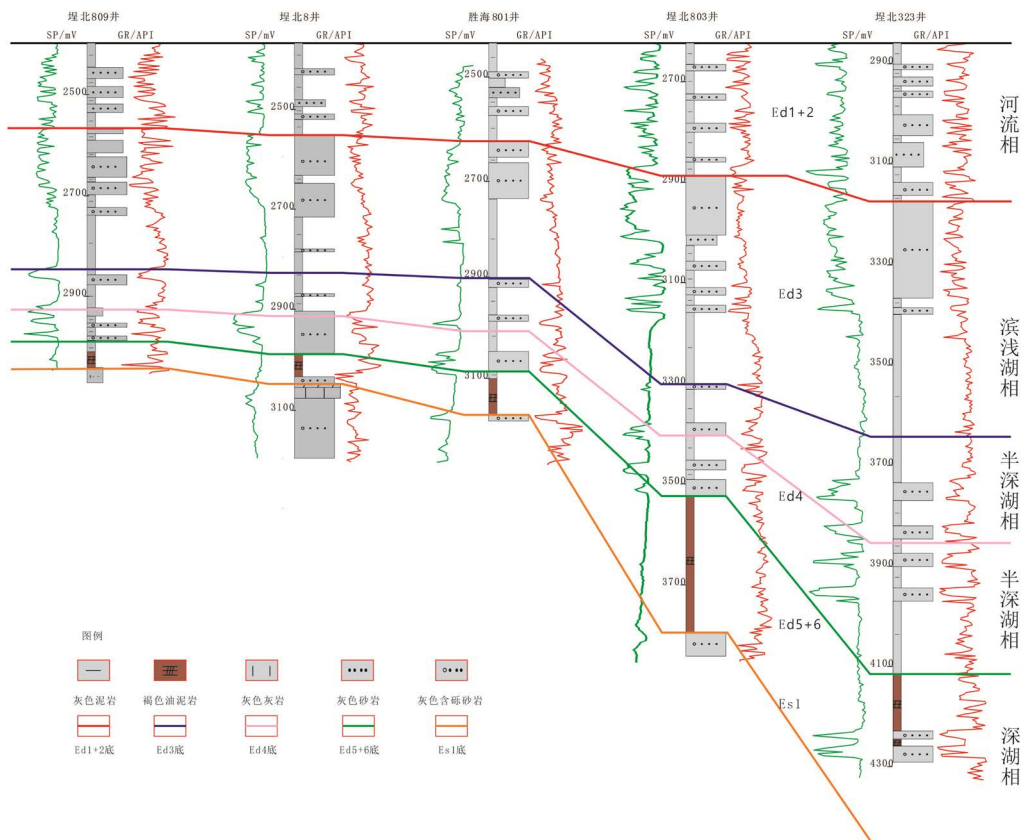 埕北809井
埕北8井
胜海801井
埕北803井
埕北323井
SP/mV GR/API
SP/mV GR/API
SP/mV GR/API
SP/mV GR/API
SP/mV GR/API
2500
2700
2900
2500
2700
2900
3100
2500
2700
2900
3100
2700
2900
3100
3300
3500
3700
2900
3100
3300
3500
3700
3900
4100
4300
Ed1+2
Ed3
Ed4
Ed5+6
Es1
河流相
滨浅湖相
半深湖相
半深湖相
深湖相
图例
灰色泥岩
褐色油泥岩
灰色灰岩
灰色砂岩
灰色含砾砂岩
Ed1+2底
Ed3底
Ed4底
Ed5+6底
Es1底